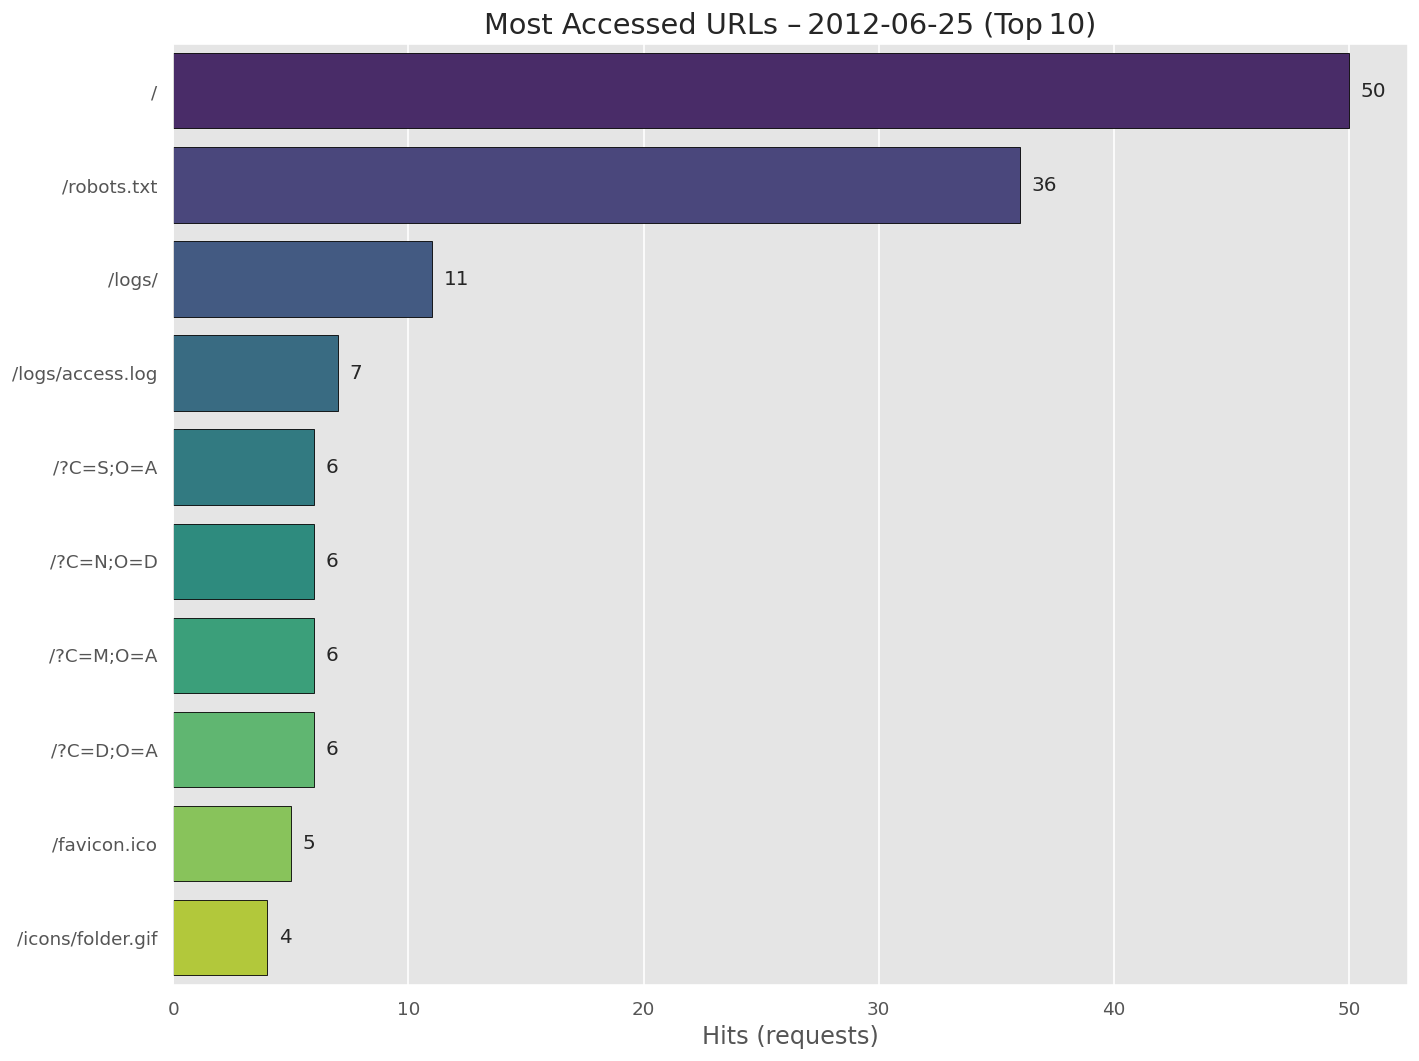 Most Accessed URLs – 2012-06-25 (Top 10)
/ 50
/robots.txt 36
/logs/ 11
/logs/access.log 7
/?C=S;O=A 6
/?C=N;O=D 6
/?C=M;O=A 6
/?C=D;O=A 6
/favicon.ico 5
/icons/folder.gif 4
0 10 20 30 40 50
Hits (requests)